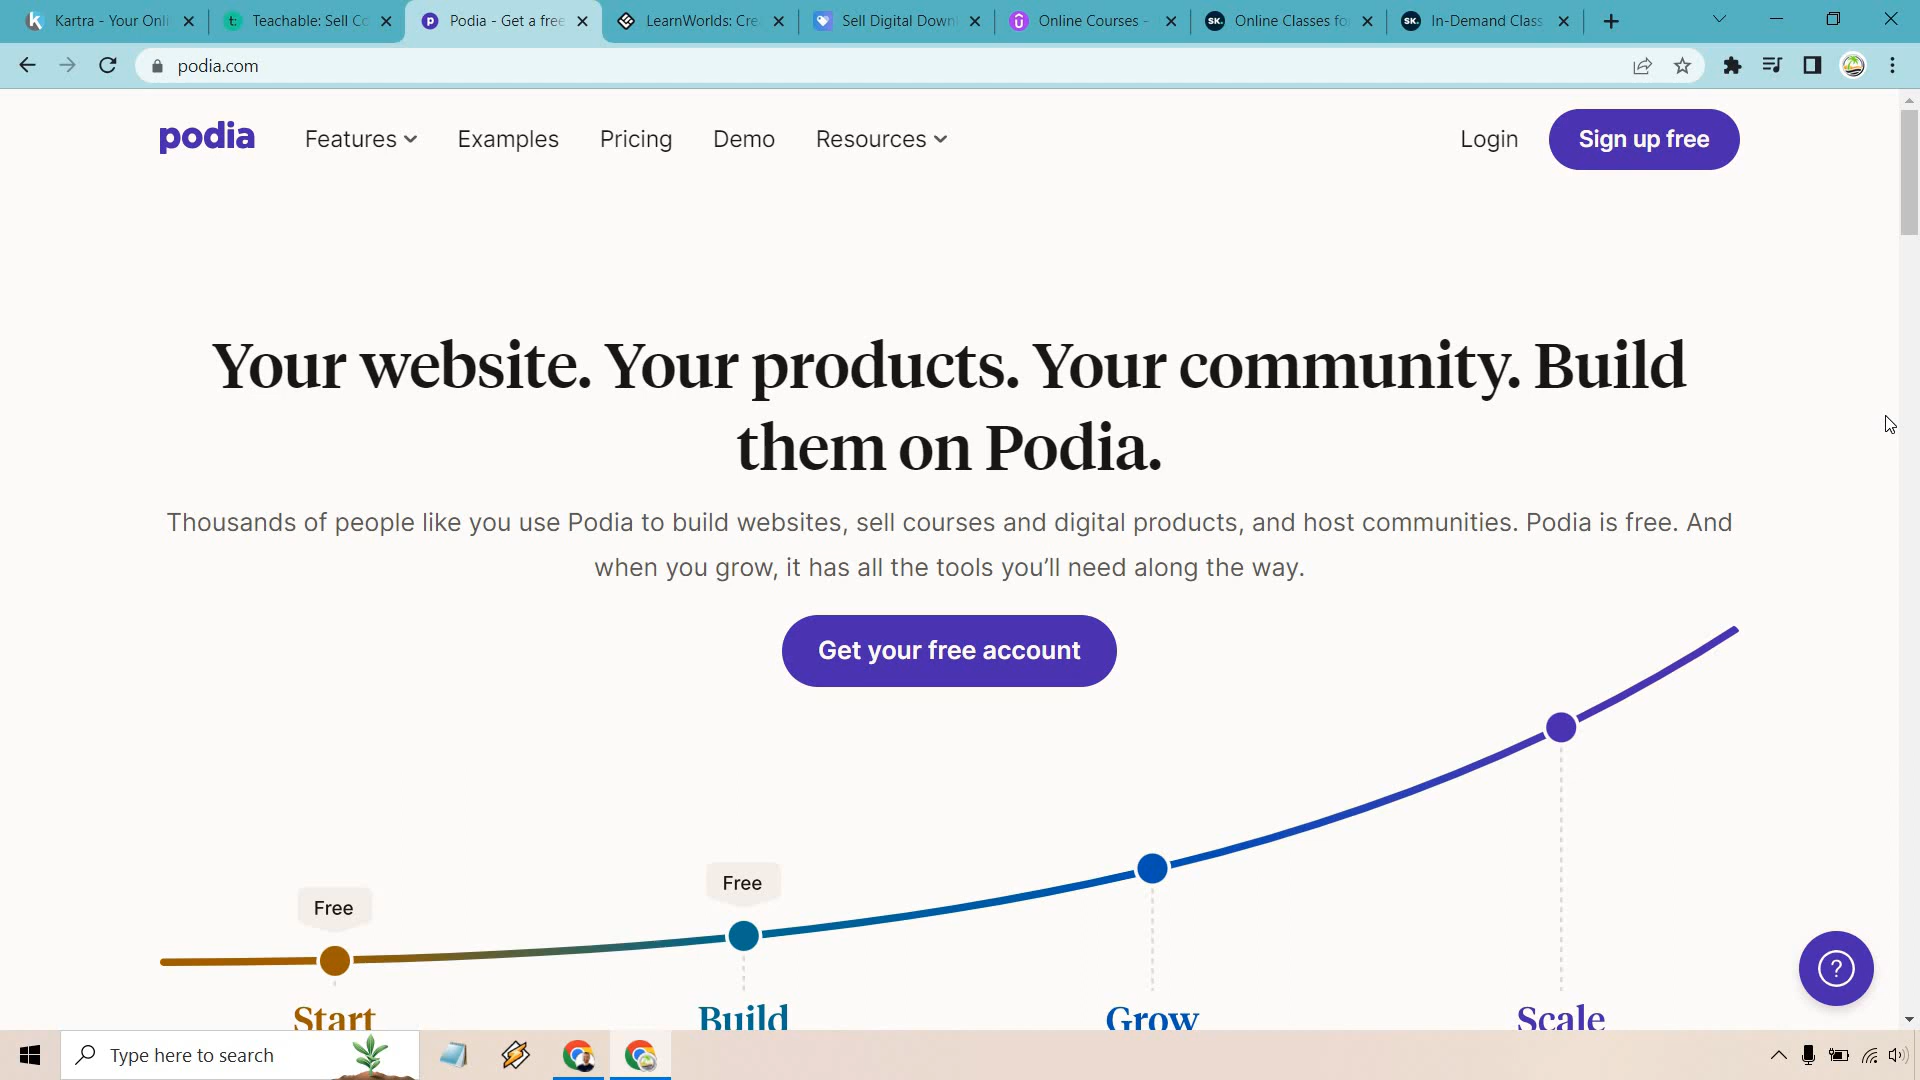 Kartra - Your Onli
Teachable: Sell Co
Podia - Get a free
LearnWorlds: Cre
Sell Digital Down
Online Courses -
SK. Online Classes fo
SK. In-Demand Class
podia.com
podia
Features
Examples
Pricing
Demo
Resources
Login
Sign up free
Your website. Your products. Your community. Build
them on Podia.
Thousands of people like you use Podia to build websites, sell courses and digital products, and host communities. Podia is free. And
when you grow, it has all the tools you’ll need along the way.
Get your free account
Free
Free
Start
Build
Grow
Scale
?
Type here to search